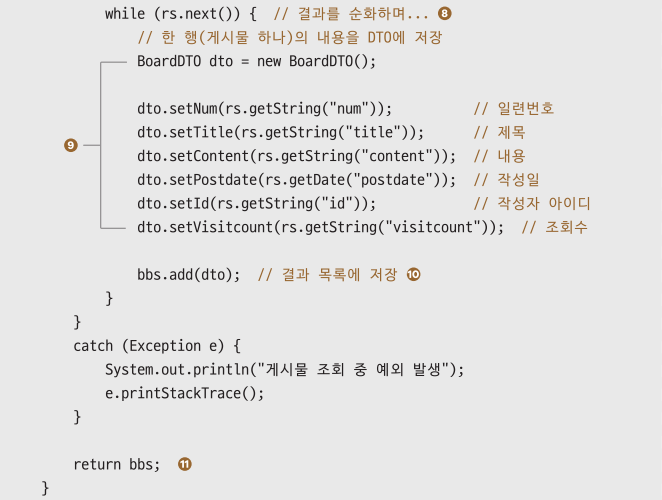 while (rs.next()) {  // 결과를 순화하며... ❽
// 한 행(게시물 하나)의 내용을 DTO에 저장
BoardDTO dto = new BoardDTO();
dto.setNum(rs.getString("num"));          // 일련번호
dto.setTitle(rs.getString("title"));      // 제목
❾ dto.setContent(rs.getString("content"));  // 내용
dto.setPostdate(rs.getDate("postdate"));  // 작성일
dto.setId(rs.getString("id"));            // 작성자 아이디
dto.setVisitcount(rs.getString("visitcount"));  // 조회수
bbs.add(dto);  // 결과 목록에 저장 ❿
}
}
catch (Exception e) {
System.out.println("게시물 조회 중 예외 발생");
e.printStackTrace();
}
return bbs; ⓫
}